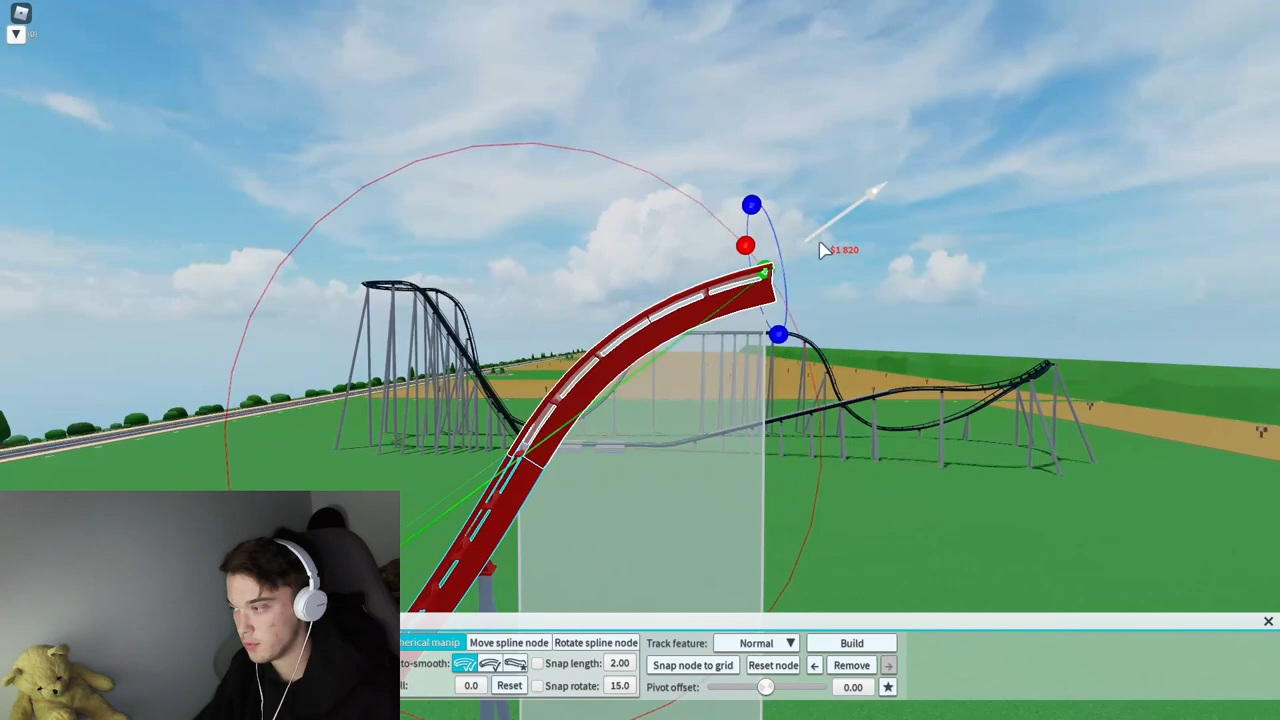 (0)
$1 820
herical manip Move spline node Rotate spline node Track feature: Normal ▼ Build
to-smooth: Snap length: 2.00 Snap node to grid Reset node ← Remove →
ll: 0.0 Reset Snap rotate: 15.0 Pivot offset: 0.00 ★